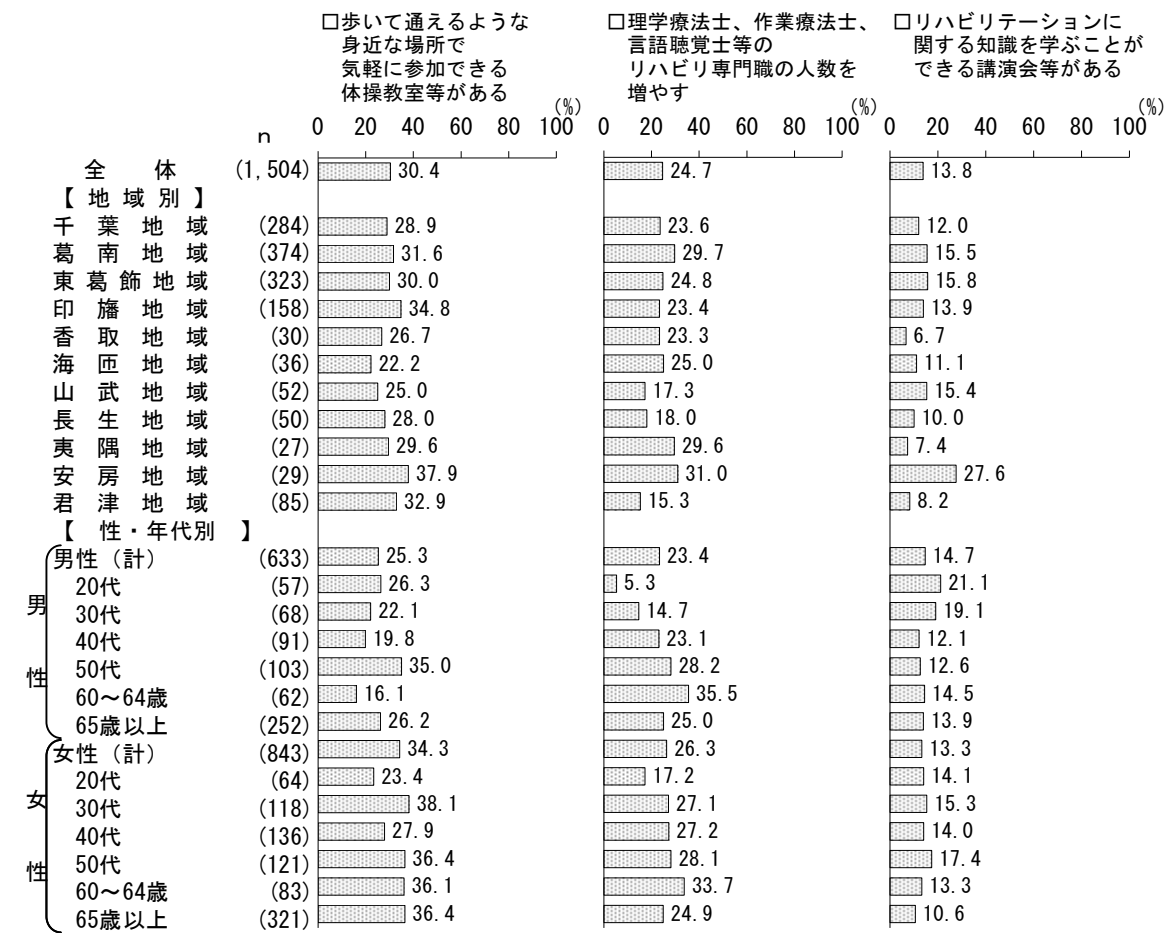 □歩いて通えるような
身近な場所で
気軽に参加できる
体操教室等がある
□理学療法士、作業療法士、
言語聴覚士等の
リハビリ専門職の人数を
増やす
□リハビリテーションに
関する知識を学ぶことが
できる講演会等がある
(%) (%) (%)
n 0 20 40 60 80 100 0 20 40 60 80 100 0 20 40 60 80 100
全体 (1,504) 30.4 24.7 13.8
【地域別】
千葉地域 (284) 28.9 23.6 12.0
葛南地域 (374) 31.6 29.7 15.5
東葛飾地域 (323) 30.0 24.8 15.8
印旛地域 (158) 34.8 23.4 13.9
香取地域 (30) 26.7 23.3 6.7
海匝地域 (36) 22.2 25.0 11.1
山武地域 (52) 25.0 17.3 15.4
長生地域 (50) 28.0 18.0 10.0
夷隅地域 (27) 29.6 29.6 7.4
安房地域 (29) 37.9 31.0 27.6
君津地域 (85) 32.9 15.3 8.2
【性・年代別】
男性
男性（計） (633) 25.3 23.4 14.7
20代 (57) 26.3 5.3 21.1
30代 (68) 22.1 14.7 19.1
40代 (91) 19.8 23.1 12.1
50代 (103) 35.0 28.2 12.6
60～64歳 (62) 16.1 35.5 14.5
65歳以上 (252) 26.2 25.0 13.9
女性
女性（計） (843) 34.3 26.3 13.3
20代 (64) 23.4 17.2 14.1
30代 (118) 38.1 27.1 15.3
40代 (136) 27.9 27.2 14.0
50代 (121) 36.4 28.1 17.4
60～64歳 (83) 36.1 33.7 13.3
65歳以上 (321) 36.4 24.9 10.6